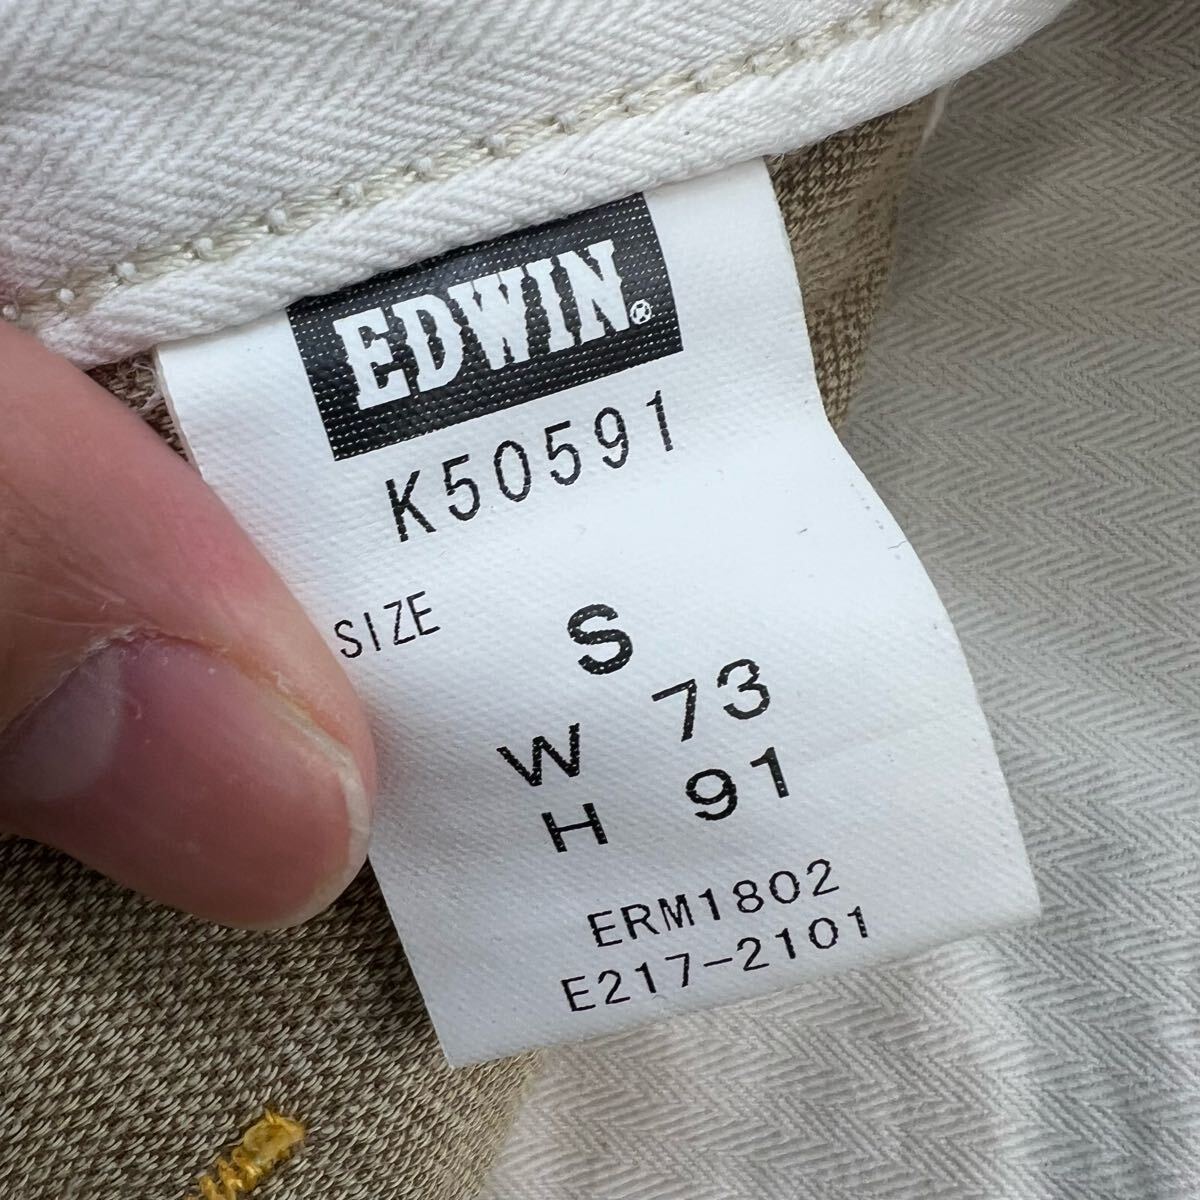 EDWIN®
K50591
SIZE S
W 73
H 91
ERM1802
E217-2101